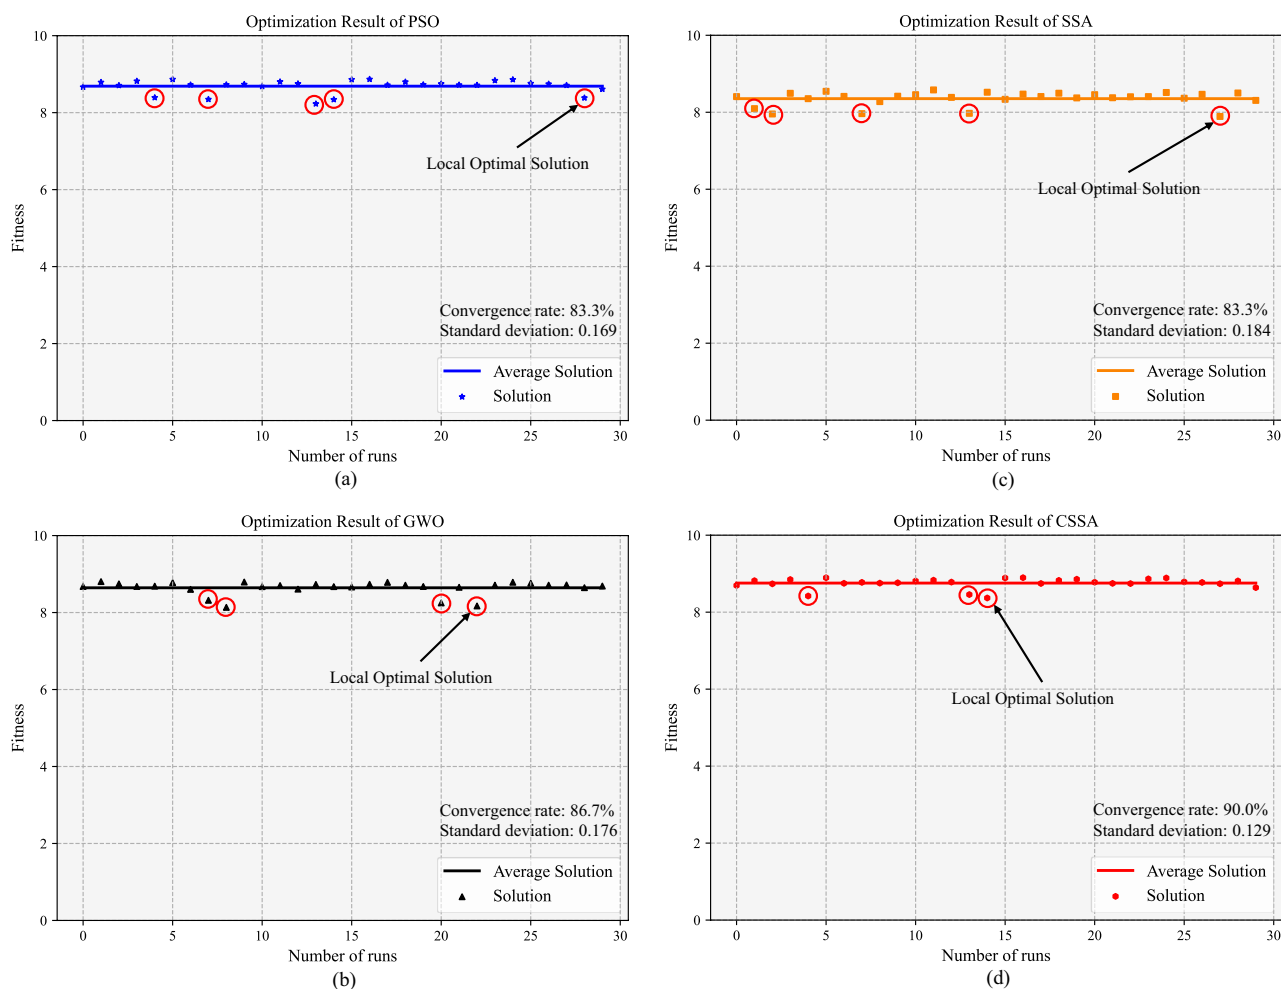 Optimization Result of PSO
10
8
6
4
2
0
Fitness
Local Optimal Solution
Convergence rate: 83.3%
Standard deviation: 0.169
Average Solution
Solution
0 5 10 15 20 25 30
Number of runs
(a)
Optimization Result of SSA
10
8
6
4
2
0
Fitness
Local Optimal Solution
Convergence rate: 83.3%
Standard deviation: 0.184
Average Solution
Solution
0 5 10 15 20 25 30
Number of runs
(c)
Optimization Result of GWO
10
8
6
4
2
0
Fitness
Local Optimal Solution
Convergence rate: 86.7%
Standard deviation: 0.176
Average Solution
Solution
0 5 10 15 20 25 30
Number of runs
(b)
Optimization Result of CSSA
10
8
6
4
2
0
Fitness
Local Optimal Solution
Convergence rate: 90.0%
Standard deviation: 0.129
Average Solution
Solution
0 5 10 15 20 25 30
Number of runs
(d)